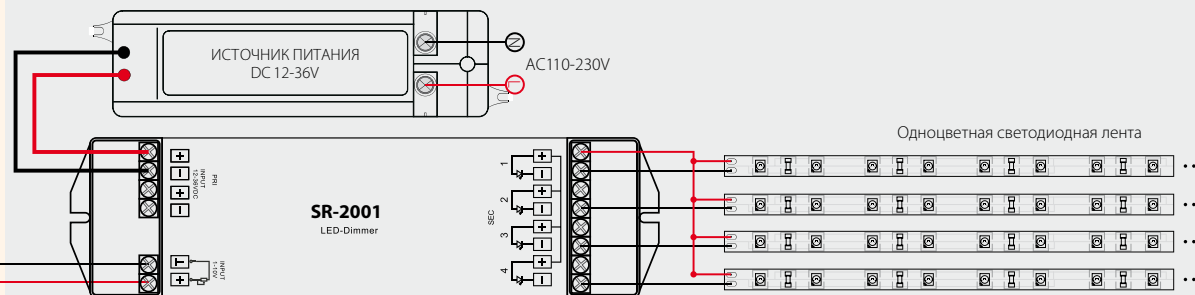 ИСТОЧНИК ПИТАНИЯ
DC 12-36V
N
L
AC110-230V
Одноцветная светодиодная лента
SR-2001
LED-Dimmer
PRI
INPUT
12-36VDC
+
−
+
−
INPUT
1-10V
−
+
SEC
1
+
−
2
+
−
3
+
−
4
+
−